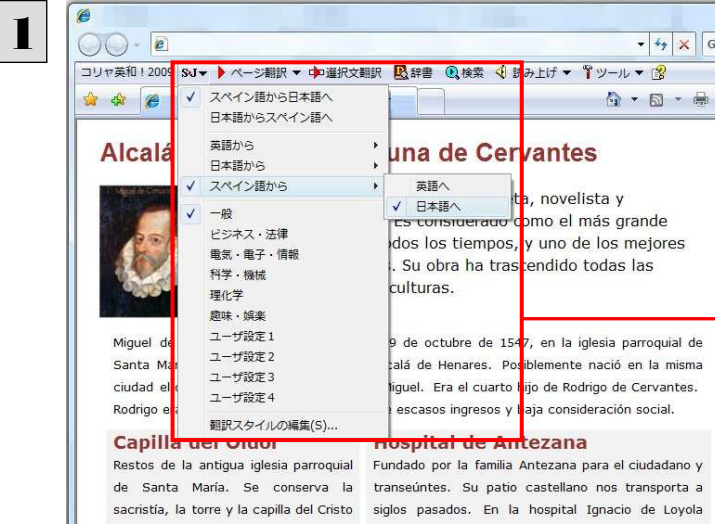 1
コリャ英和！2009 S▸J ページ翻訳 選択文翻訳 辞書 検索 読み上げ ツール
スペイン語から日本語へ
日本語からスペイン語へ
英語から
日本語から
スペイン語から
英語へ
日本語へ
一般
ビジネス・法律
電気・電子・情報
科学・機械
理化学
趣味・娯楽
ユーザ設定1
ユーザ設定2
ユーザ設定3
ユーザ設定4
翻訳スタイルの編集(S)...
Alcalá una de Cervantes
Miguel de Cervantes
ta, novelista y
Es considerado como el más grande
dos los tiempos, y uno de los mejores
. Su obra ha trascendido todas las
culturas.
Miguel de 9 de octubre de 1547, en la iglesia parroquial de
Santa Ma calá de Henares. Posiblemente nació en la misma
ciudad el Miguel. Era el cuarto hijo de Rodrigo de Cervantes.
Rodrigo e escasos ingresos y baja consideración social.
Capilla del Oidor
Restos de la antigua iglesia parroquial
de Santa María. Se conserva la
sacristía, la torre y la capilla del Cristo
Hospital de Antezana
Fundado por la familia Antezana para el ciudadano y
transeúntes. Su patio castellano nos transporta a
siglos pasados. En la hospital Ignacio de Loyola